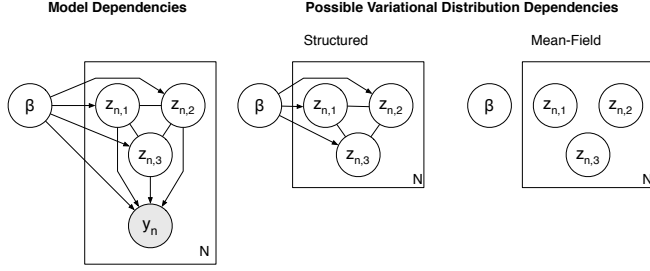 Model Dependencies
Possible Variational Distribution Dependencies
Structured
Mean-Field
β
z_{n,1}
z_{n,2}
z_{n,3}
y_n
N
β
z_{n,1}
z_{n,2}
z_{n,3}
N
β
z_{n,1}
z_{n,2}
z_{n,3}
N